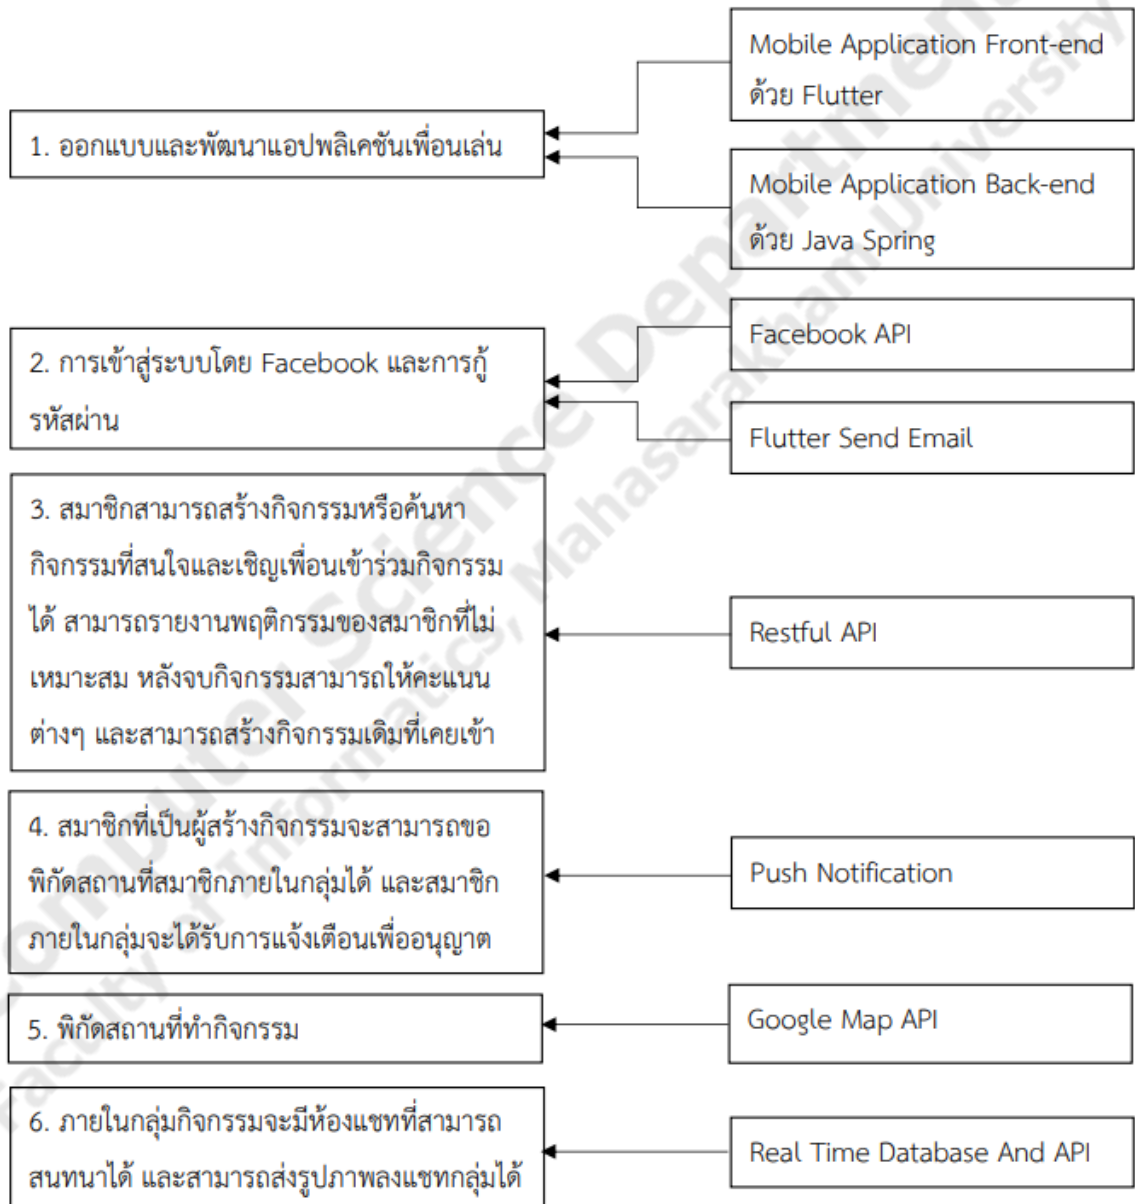 Mobile Application Front-end
ด้วย Flutter
1. ออกแบบและพัฒนาแอปพลิเคชันเพื่อนเล่น
Mobile Application Back-end
ด้วย Java Spring
2. การเข้าสู่ระบบโดย Facebook และการกู้
รหัสผ่าน
Facebook API
Flutter Send Email
3. สมาชิกสามารถสร้างกิจกรรมหรือค้นหา
กิจกรรมที่สนใจและเชิญเพื่อนเข้าร่วมกิจกรรม
ได้ สามารถรายงานพฤติกรรมของสมาชิกที่ไม่
เหมาะสม หลังจบกิจกรรมสามารถให้คะแนน
ต่างๆ และสามารถสร้างกิจกรรมเดิมที่เคยเข้า
Restful API
4. สมาชิกที่เป็นผู้สร้างกิจกรรมจะสามารถขอ
พิกัดสถานที่สมาชิกภายในกลุ่มได้ และสมาชิก
ภายในกลุ่มจะได้รับการแจ้งเตือนเพื่ออนุญาต
Push Notification
5. พิกัดสถานที่ทำกิจกรรม
Google Map API
6. ภายในกลุ่มกิจกรรมจะมีห้องแชทที่สามารถ
สนทนาได้ และสามารถส่งรูปภาพลงแชทกลุ่มได้
Real Time Database And API
Computer Science Department
Faculty of Informatics, Mahasarakham University